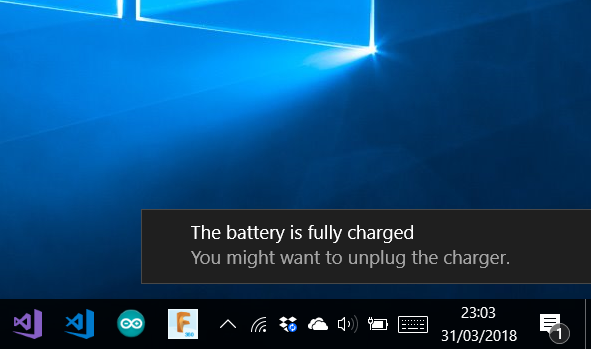 The battery is fully charged
You might want to unplug the charger.
23:03
31/03/2018
1